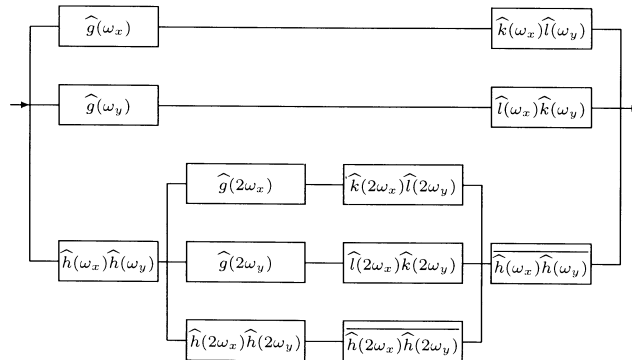 ĝ(ω_x) k̂(ω_x)l̂(ω_y)
ĝ(ω_y) l̂(ω_x)k̂(ω_y)
ĝ(2ω_x) k̂(2ω_x)l̂(2ω_y)
ĥ(ω_x)ĥ(ω_y) ĝ(2ω_y) l̂(2ω_x)k̂(2ω_y) \overline{ĥ(ω_x)ĥ(ω_y)}
ĥ(2ω_x)ĥ(2ω_y) \overline{ĥ(2ω_x)ĥ(2ω_y)}